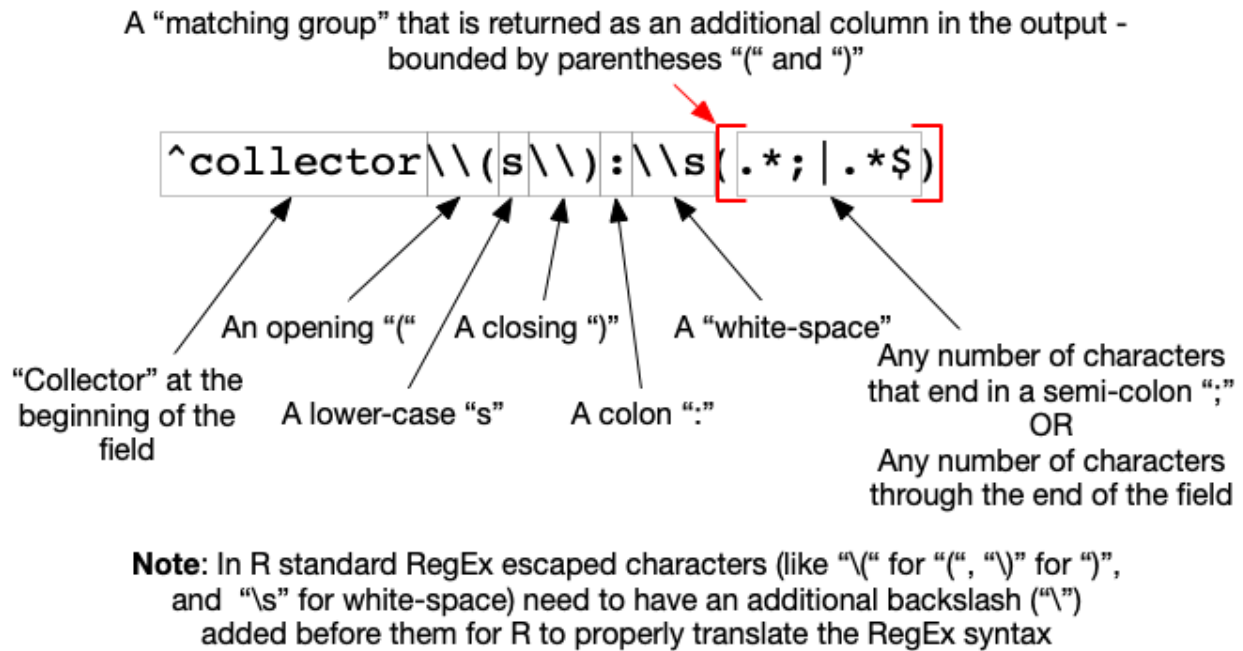 A “matching group” that is returned as an additional column in the output -
bounded by parentheses “(“ and “)”
^collector\\(s\\):\\s(.*;|.*$)
An opening “(“
A closing “)”
A “white-space”
“Collector” at the
beginning of the
field
A lower-case “s”
A colon “:”
Any number of characters
that end in a semi-colon “;”
OR
Any number of characters
through the end of the field
Note: In R standard RegEx escaped characters (like “\(“ for “(“, “\)” for “)”,
and “\s” for white-space) need to have an additional backslash (“\”)
added before them for R to properly translate the RegEx syntax